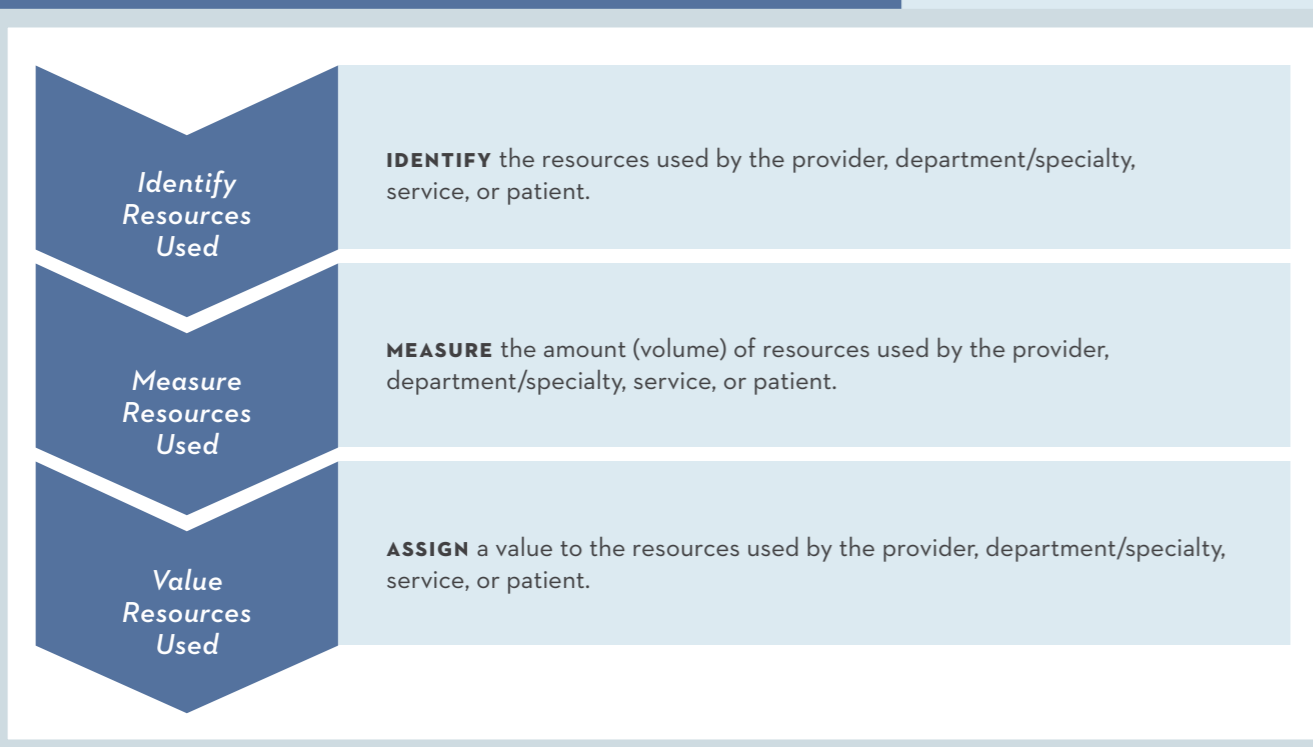 Identify
Resources
Used
IDENTIFY the resources used by the provider, department/specialty,
service, or patient.
Measure
Resources
Used
MEASURE the amount (volume) of resources used by the provider,
department/specialty, service, or patient.
Value
Resources
Used
ASSIGN a value to the resources used by the provider, department/specialty,
service, or patient.